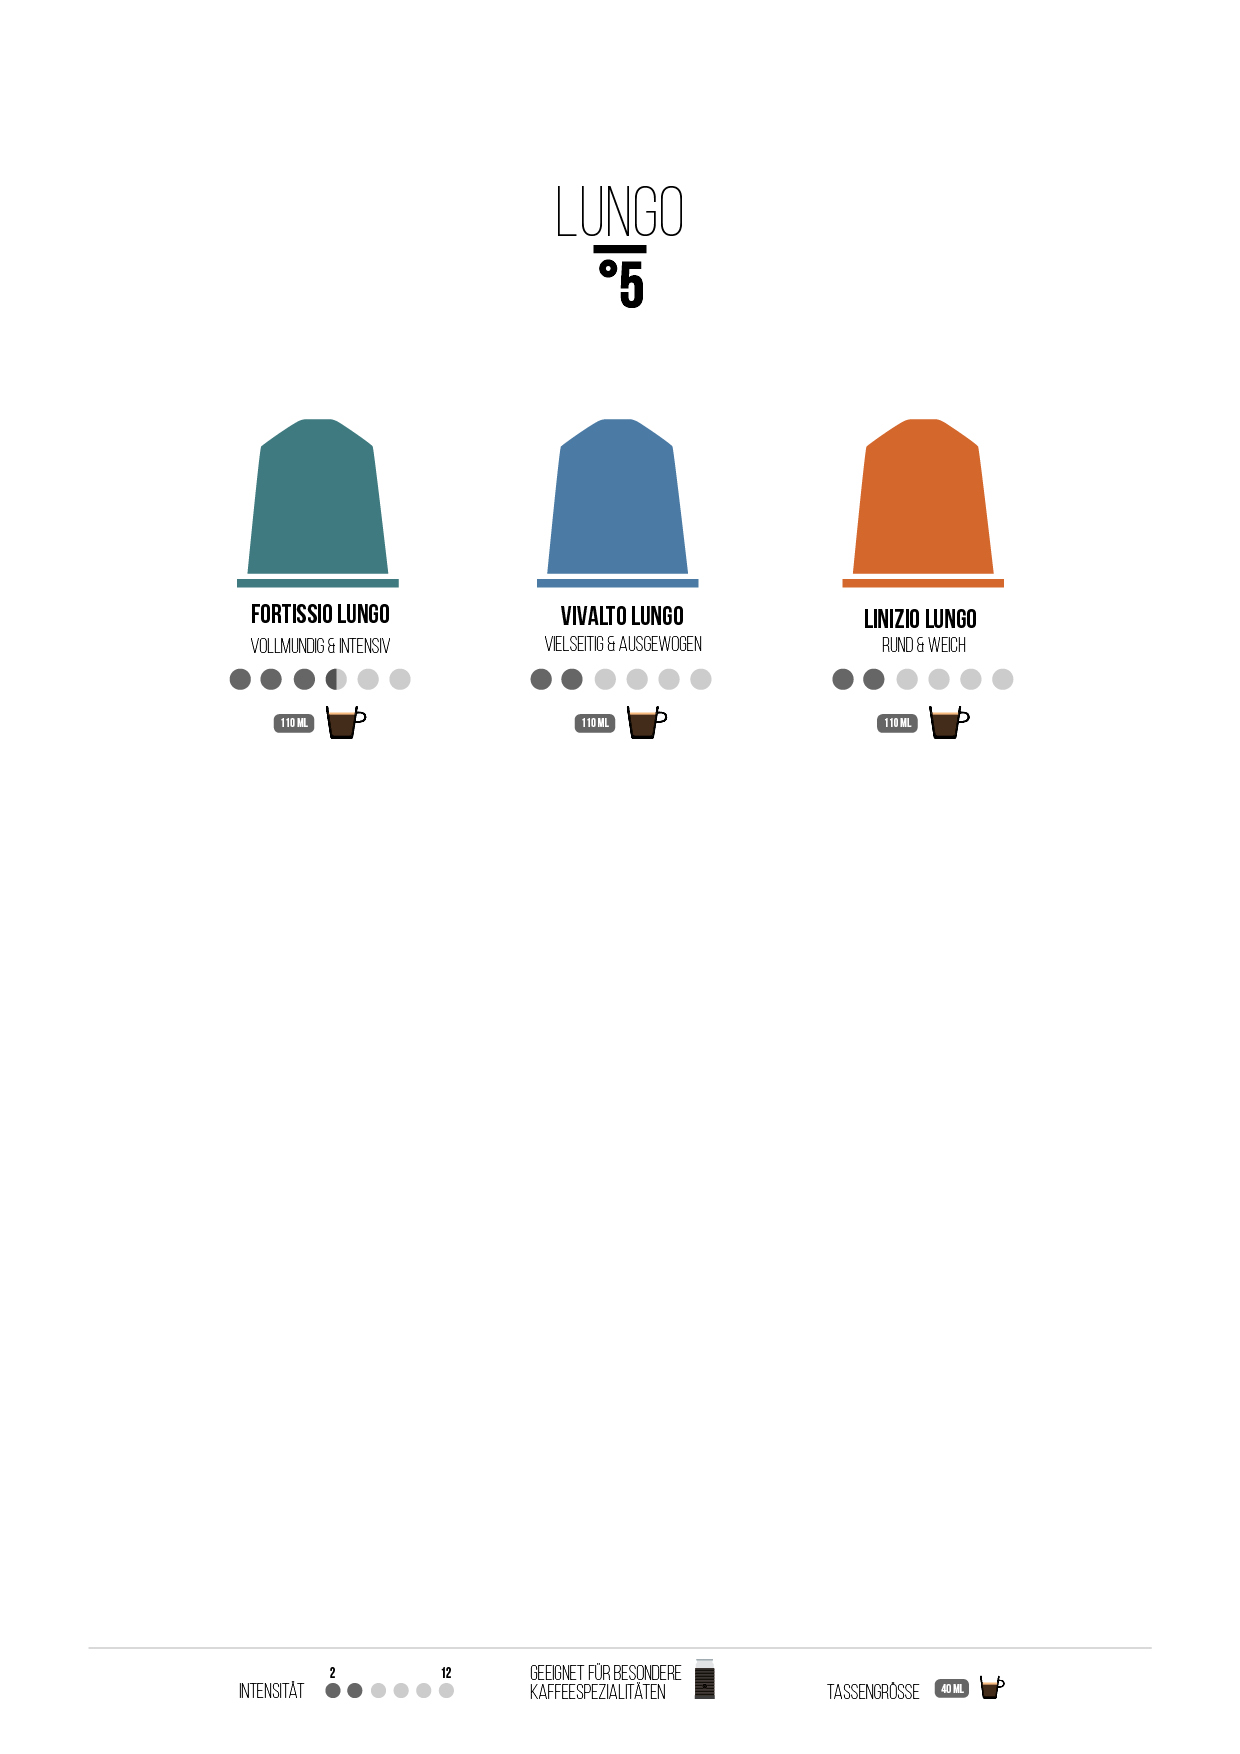 LUNGO
°5
FORTISSIO LUNGO
VOLLMUNDIG & INTENSIV
110 ML
VIVALTO LUNGO
VIELSEITIG & AUSGEWOGEN
110 ML
LINIZIO LUNGO
RUND & WEICH
110 ML
2 12
INTENSITÄT
GEEIGNET FÜR BESONDERE
KAFFEESPEZIALITÄTEN
TASSENGRÖSSE
40 ML